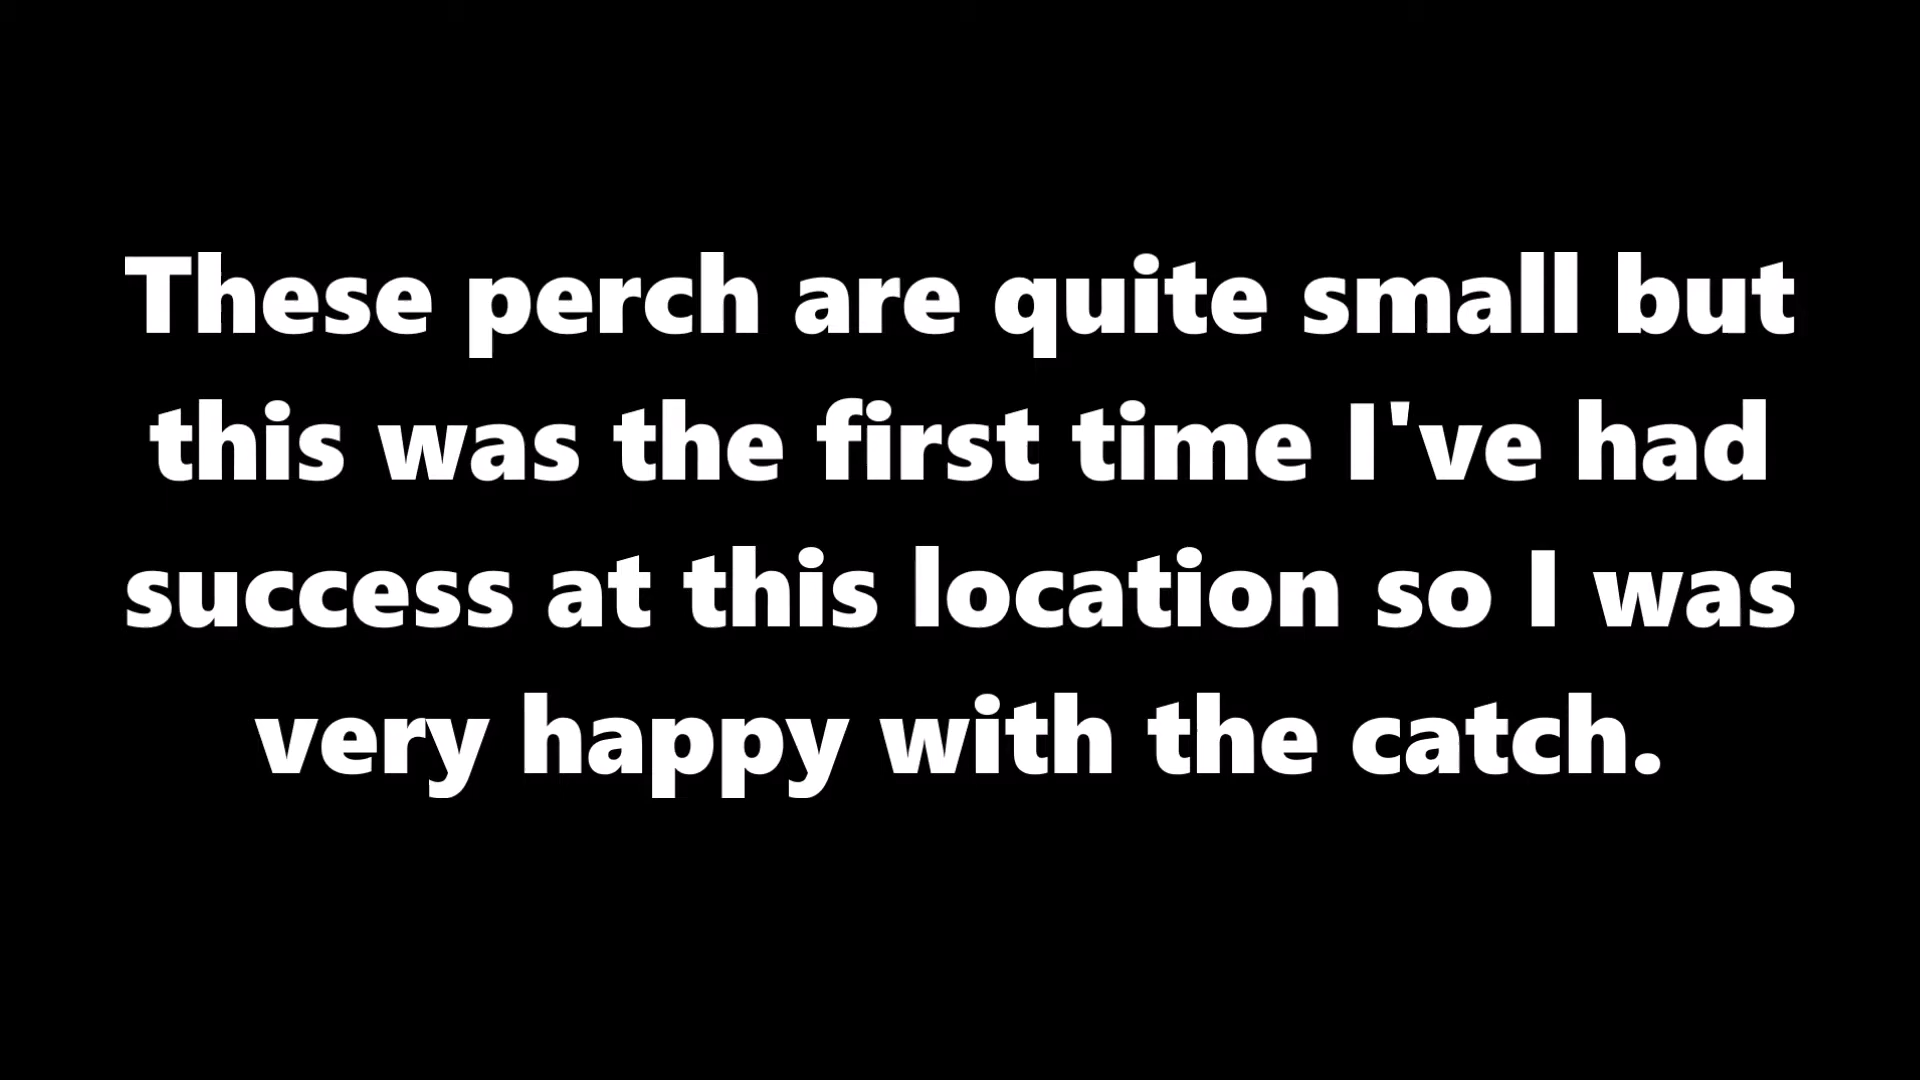 These perch are quite small but
this was the first time I've had
success at this location so I was
very happy with the catch.